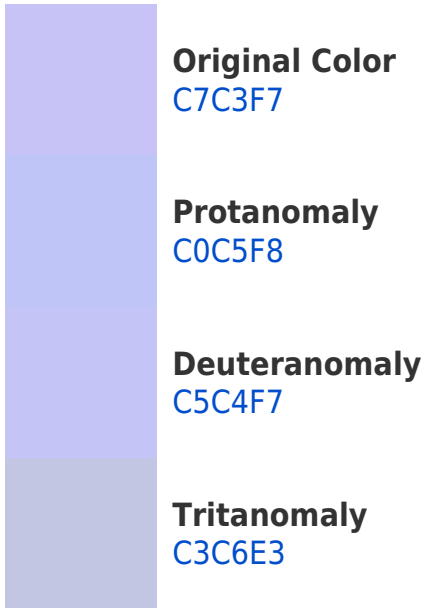 Original Color
C7C3F7
Protanomaly
C0C5F8
Deuteranomaly
C5C4F7
Tritanomaly
C3C6E3